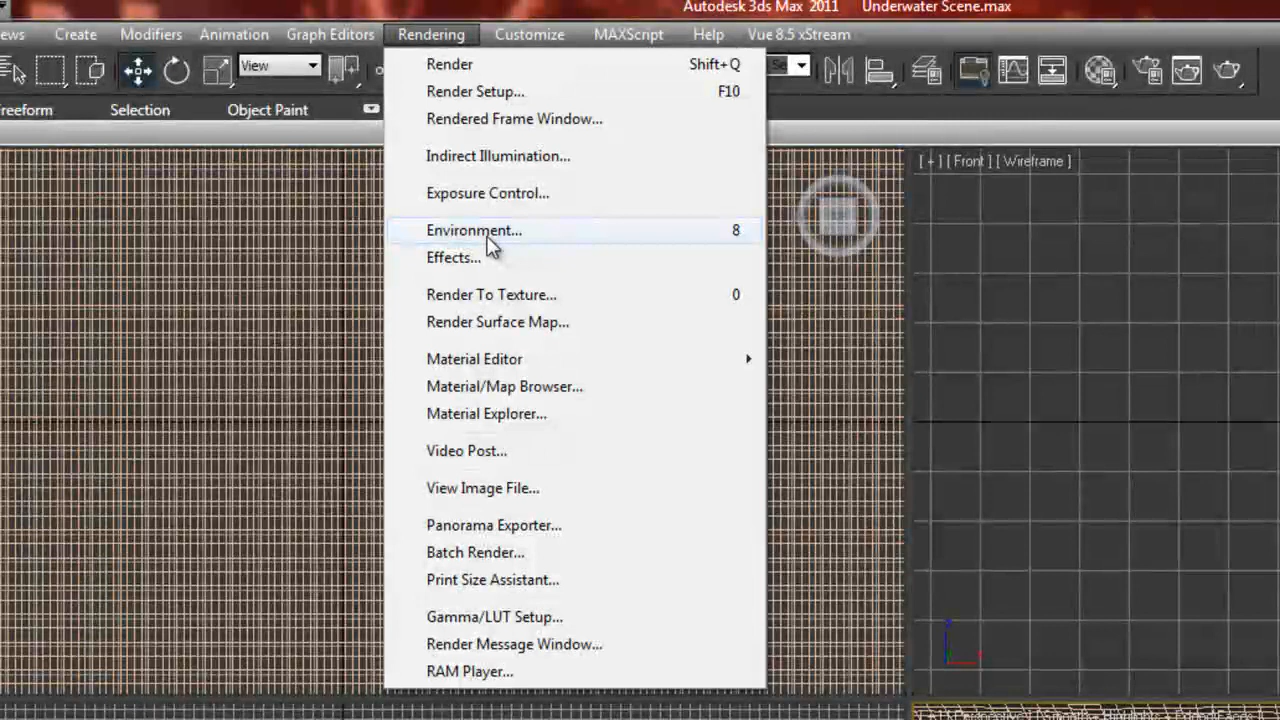 Autodesk 3ds Max 2011 Underwater Scene.max
ews Create Modifiers Animation Graph Editors Rendering Customize MAXScript Help Vue 8.5 xStream
View Se
reeform Selection Object Paint
Render Shift+Q
Render Setup... F10
Rendered Frame Window...
Indirect Illumination...
Exposure Control...
Environment... 8
Effects...
Render To Texture... 0
Render Surface Map...
Material Editor
Material/Map Browser...
Material Explorer...
Video Post...
View Image File...
Panorama Exporter...
Batch Render...
Print Size Assistant...
Gamma/LUT Setup...
Render Message Window...
RAM Player...
[ + ] [ Front ] [ Wireframe ]